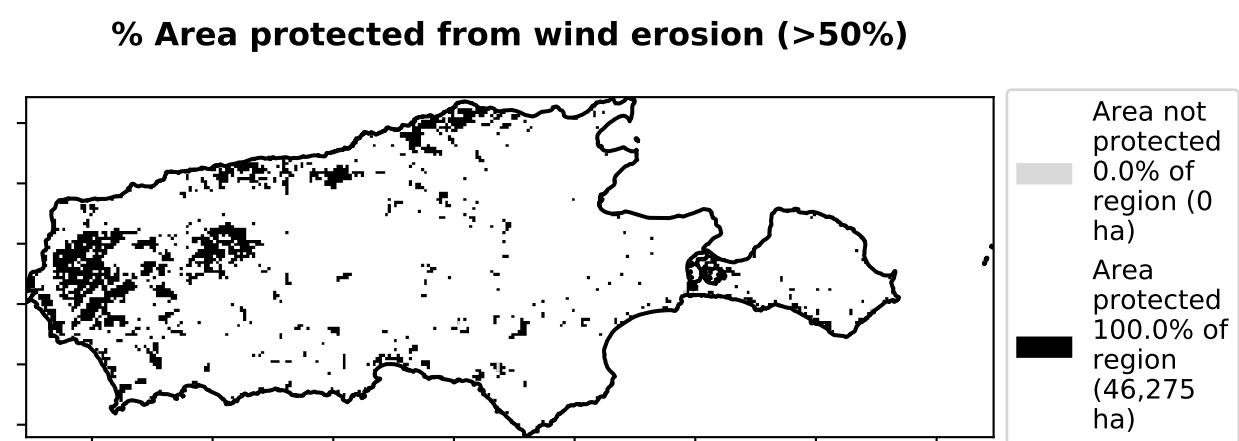 % Area protected from wind erosion (>50%)
Area not
protected
0.0% of
region (0
ha)
Area
protected
100.0% of
region
(46,275
ha)